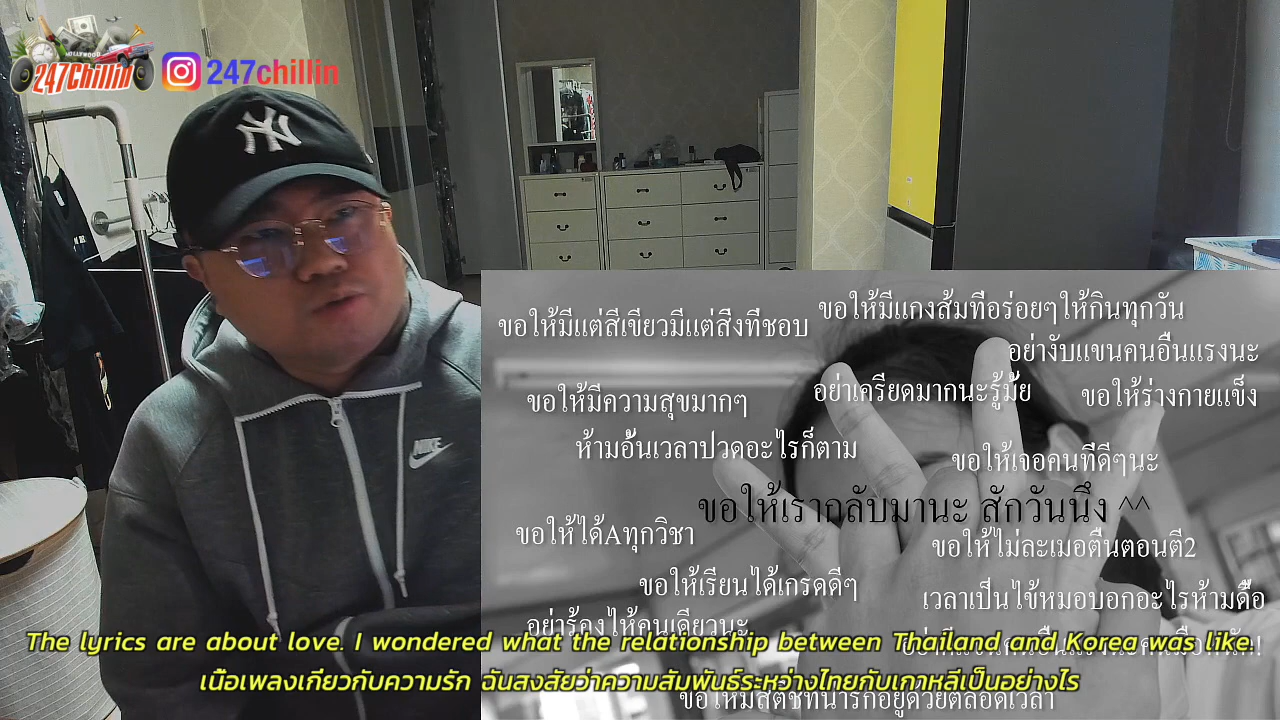 HOLLYWOOD
247Chillin
247chillin
NY
NIKE
ขอให้มีแกงส้มที่อร่อยๆให้กินทุกวัน
ขอให้มีแต่สีเขียวมีแต่สิ่งที่ชอบ
อย่างับแขนคนอื่นแรงนะ
อย่าเครียดมากนะรู้มั้ย
ขอให้ร่างกายแข็ง
ขอให้มีความสุขมากๆ
ห้ามอ้นเวลาปวดอะไรก็ตาม
ขอให้เจอคนที่ดีๆนะ
ขอให้เรากลับมานะ สักวันนึง ^^
ขอให้ได้Aทุกวิชา
ขอให้ไม่ละเมอตื่นตอนตี2
ขอให้เรียนได้เกรดดีๆ
เวลาเป็นไข้หมอบอกอะไรห้ามดื้อ
อย่าร้องไห้คนเดียวนะ
The lyrics are about love. I wondered what the relationship between Thailand and Korea was like.
เนื้อเพลงเกี่ยวกับความรัก ฉันสงสัยว่าความสัมพันธ์ระหว่างไทยกับเกาหลีเป็นอย่างไร